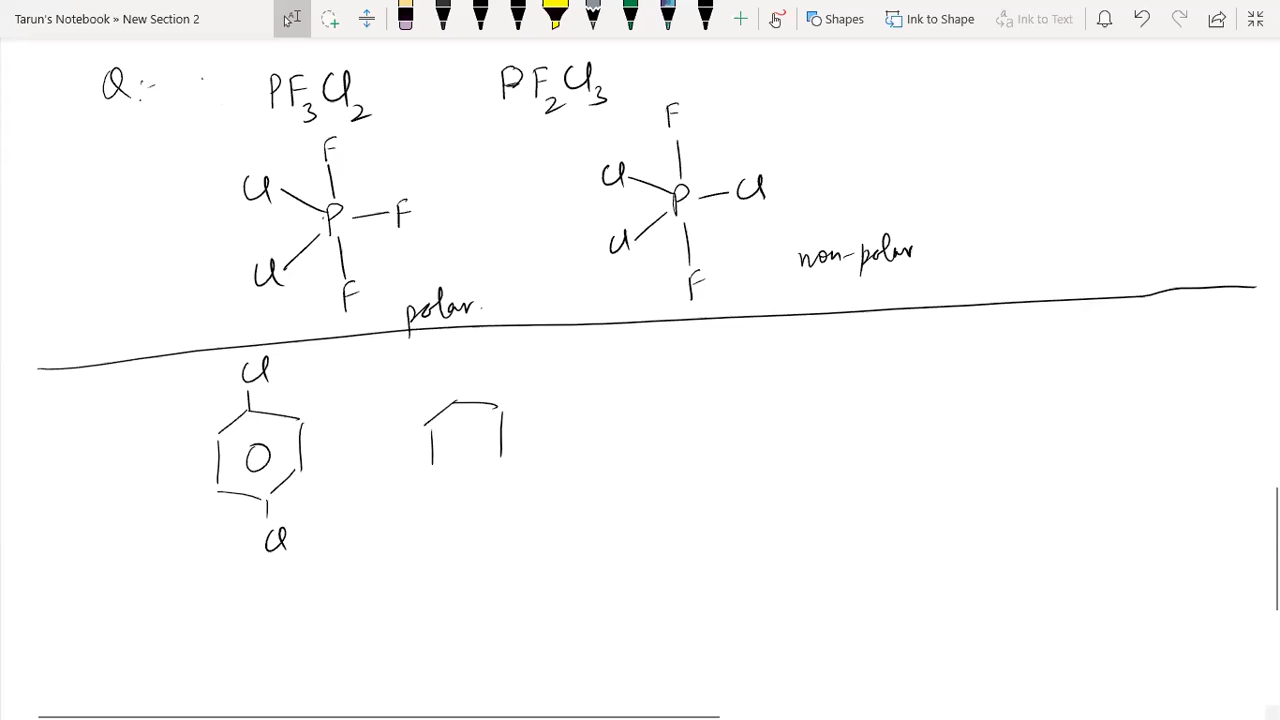 Tarun's Notebook » New Section 2
Shapes
Ink to Shape
Ink to Text
Q:-
PF3Cl2
PF2Cl3
F
Cl
P
F
Cl
F
polar.
F
Cl
P
Cl
Cl
F
non-polar
Cl
Cl